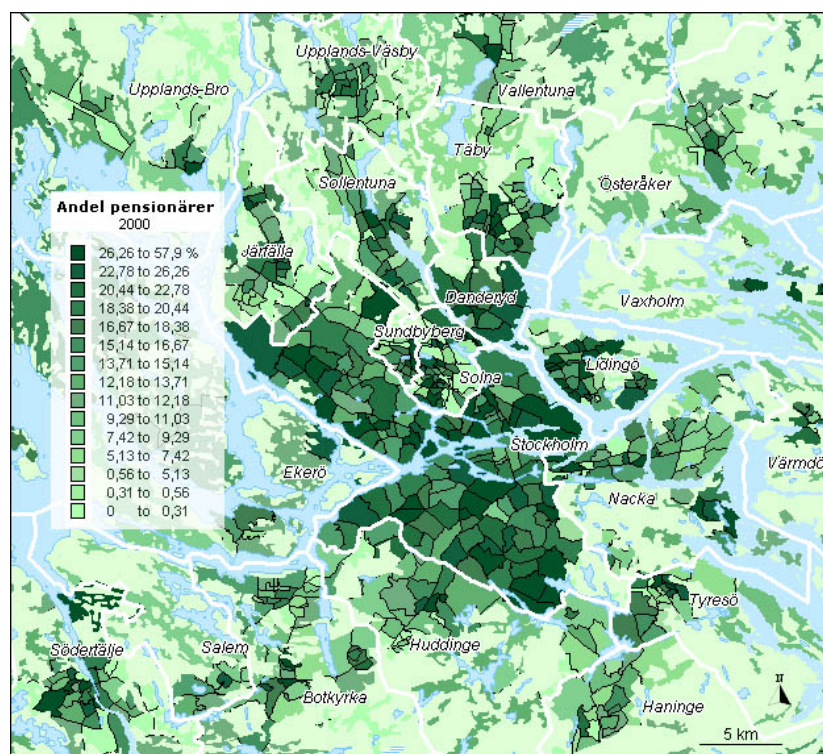 Upplands-Väsby
Upplands-Bro
Vallentuna
Täby
Sollentuna
Österåker
Andel pensionärer
2000
26,26 to 57,9 %
22,78 to 26,26
20,44 to 22,78
18,38 to 20,44
16,67 to 18,38
15,14 to 16,67
13,71 to 15,14
12,18 to 13,71
11,03 to 12,18
9,29 to 11,03
7,42 to 9,29
5,13 to 7,42
0,56 to 5,13
0,31 to 0,56
0 to 0,31
Järfälla
Danderyd
Vaxholm
Sundbyberg
Lidingö
Solna
Stockholm
Ekerö
Värmdö
Nacka
Tyresö
Södertälje
Salem
Huddinge
Botkyrka
Haninge
N
5 km